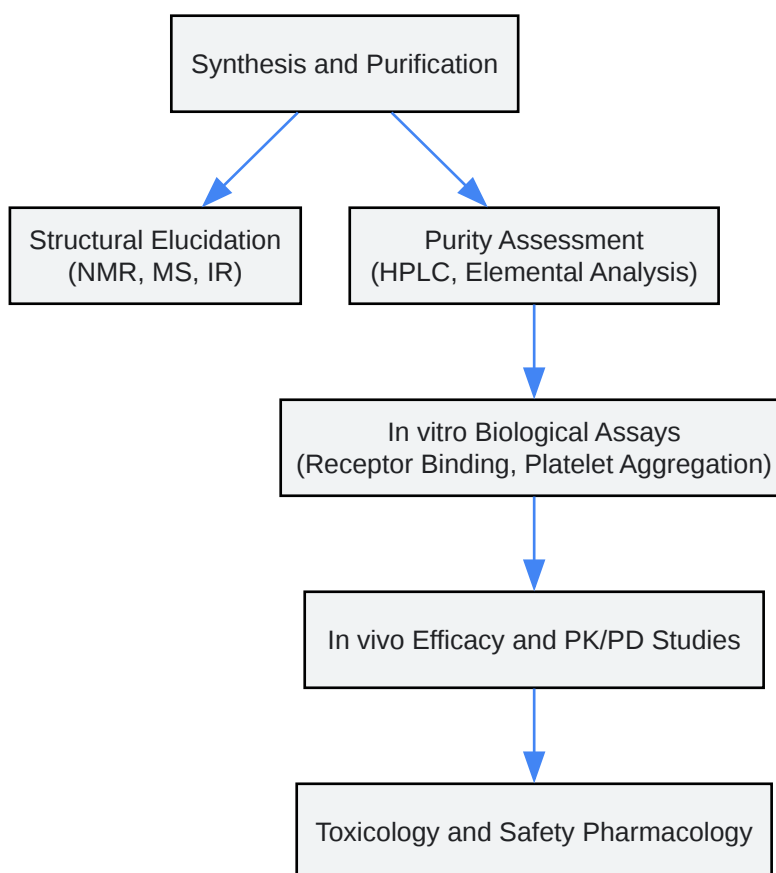 Synthesis and Purification
Structural Elucidation
(NMR, MS, IR)
Purity Assessment
(HPLC, Elemental Analysis)
In vitro Biological Assays
(Receptor Binding, Platelet Aggregation)
In vivo Efficacy and PK/PD Studies
Toxicology and Safety Pharmacology